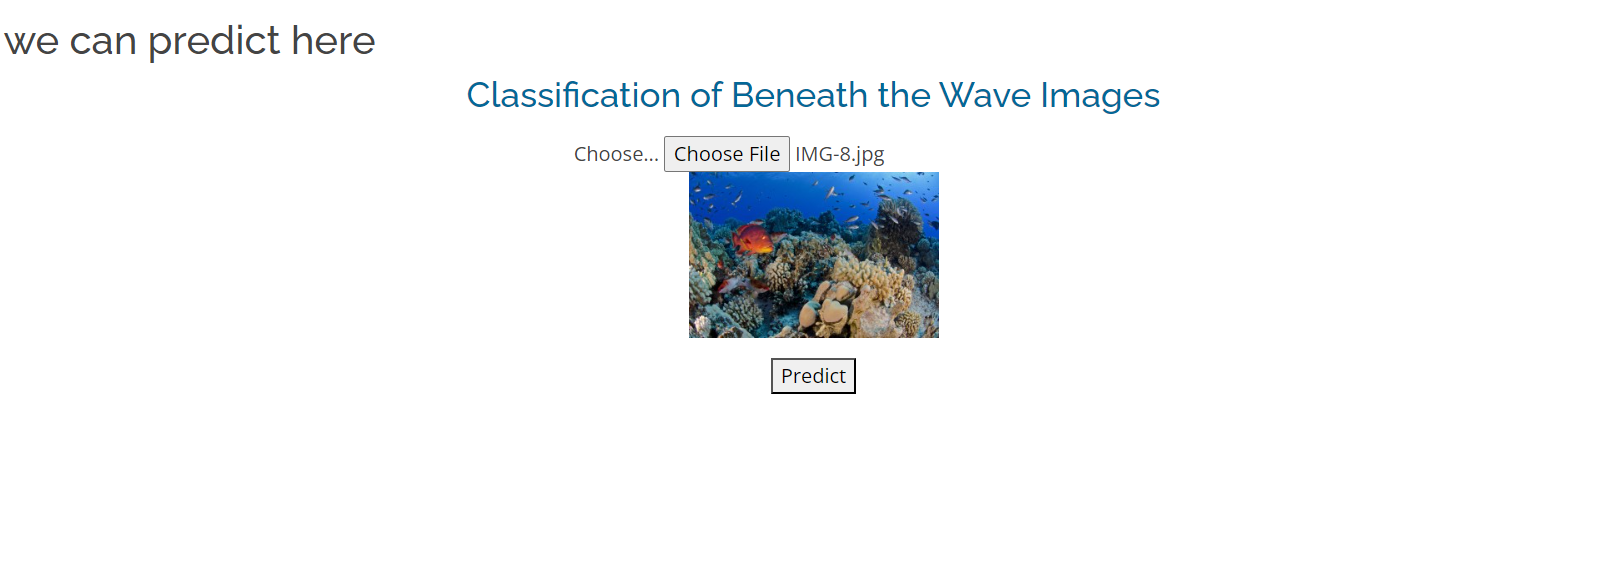 we can predict here
Classification of Beneath the Wave Images
Choose... Choose File IMG-8.jpg
Predict